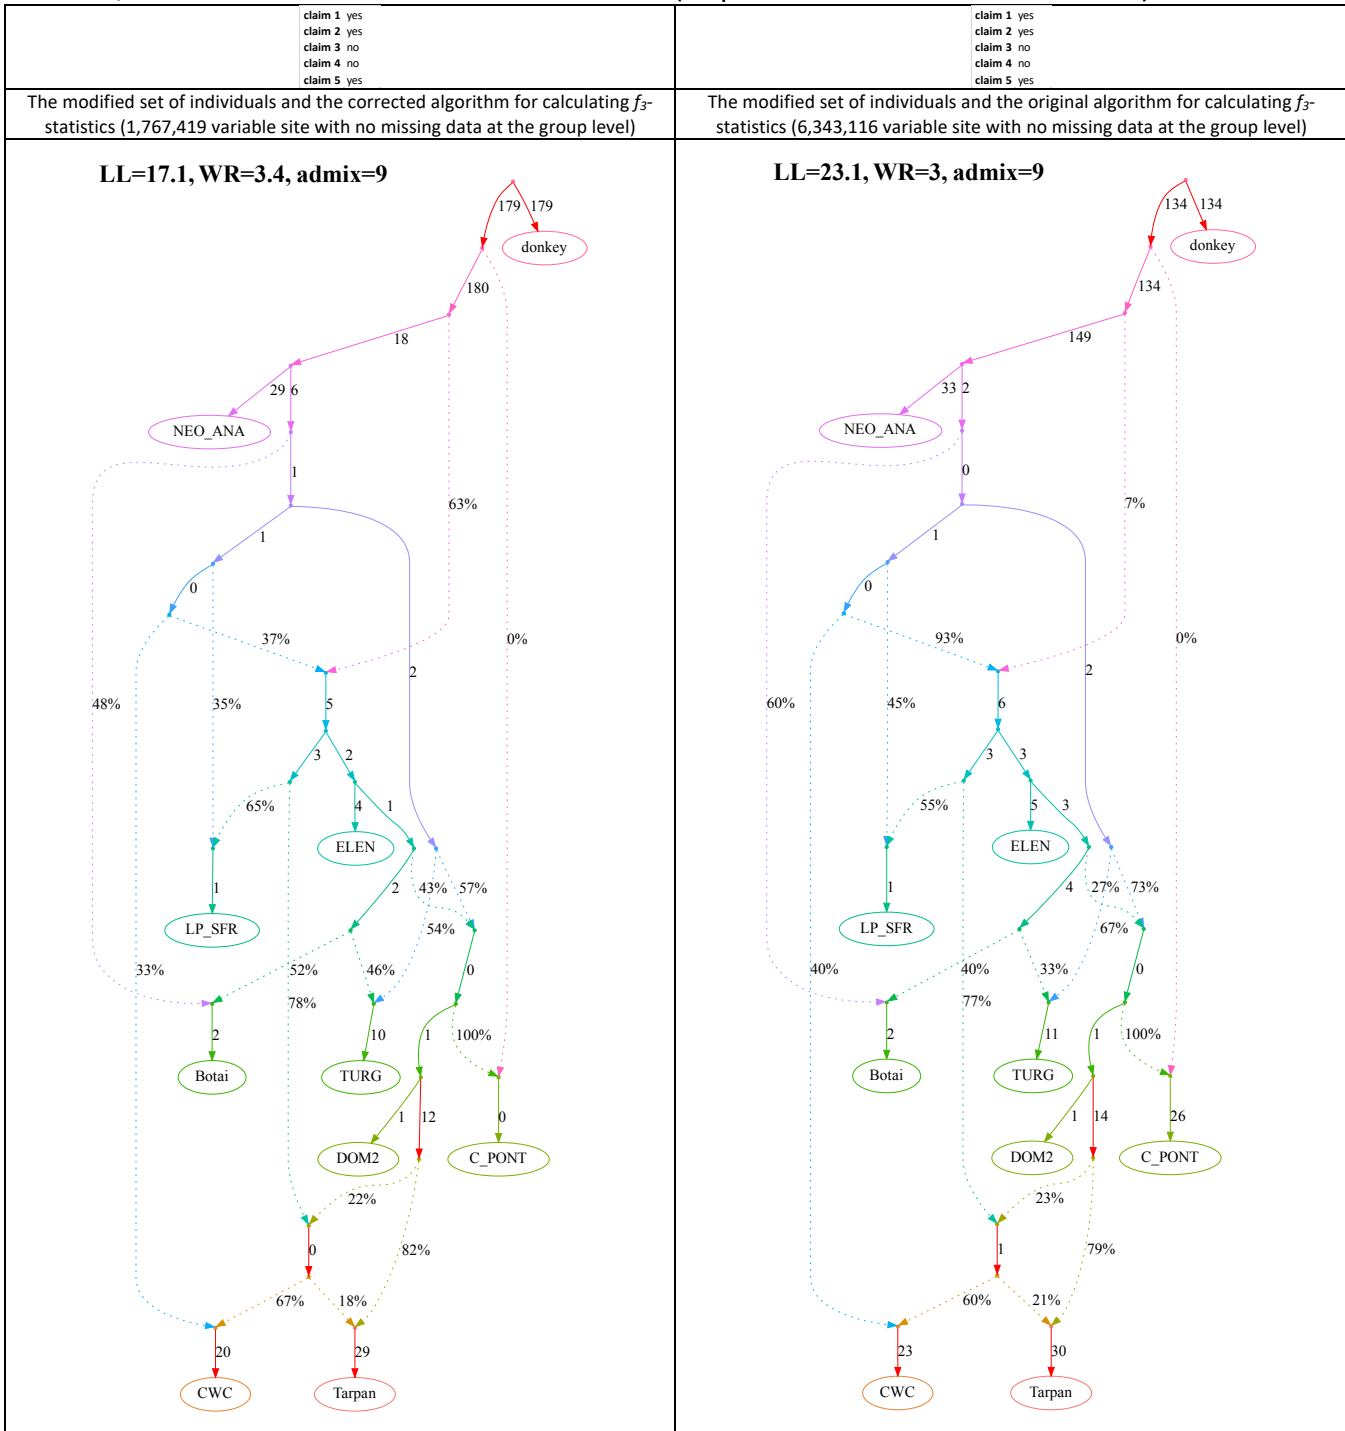 claim 1 yes
claim 2 yes
claim 3 no
claim 4 no
claim 5 yes
The modified set of individuals and the corrected algorithm for calculating f3-
statistics (1,767,419 variable site with no missing data at the group level)
LL=17.1, WR=3.4, admix=9
179 179
donkey
180
18
29 6
NEO_ANA
1
63%
1
0
37%
0%
2
48%
35%
5
3
2
65%
4
1
ELEN
2
43%
57%
1
LP_SFR
54%
33%
52%
46%
0
78%
2
10
1
100%
Botai
TURG
1
12
0
DOM2
C_PONT
22%
0
82%
67%
18%
20
29
CWC
Tarpan
claim 1 yes
claim 2 yes
claim 3 no
claim 4 no
claim 5 yes
The modified set of individuals and the original algorithm for calculating f3-
statistics (6,343,116 variable site with no missing data at the group level)
LL=23.1, WR=3, admix=9
134 134
donkey
134
149
33 2
NEO_ANA
0
7%
1
0
93%
0%
2
60%
45%
6
3
3
55%
5
3
ELEN
4
27%
73%
1
LP_SFR
67%
40%
40%
33%
0
77%
2
11
1
100%
Botai
TURG
1
14
26
DOM2
C_PONT
23%
1
79%
60%
21%
23
30
CWC
Tarpan